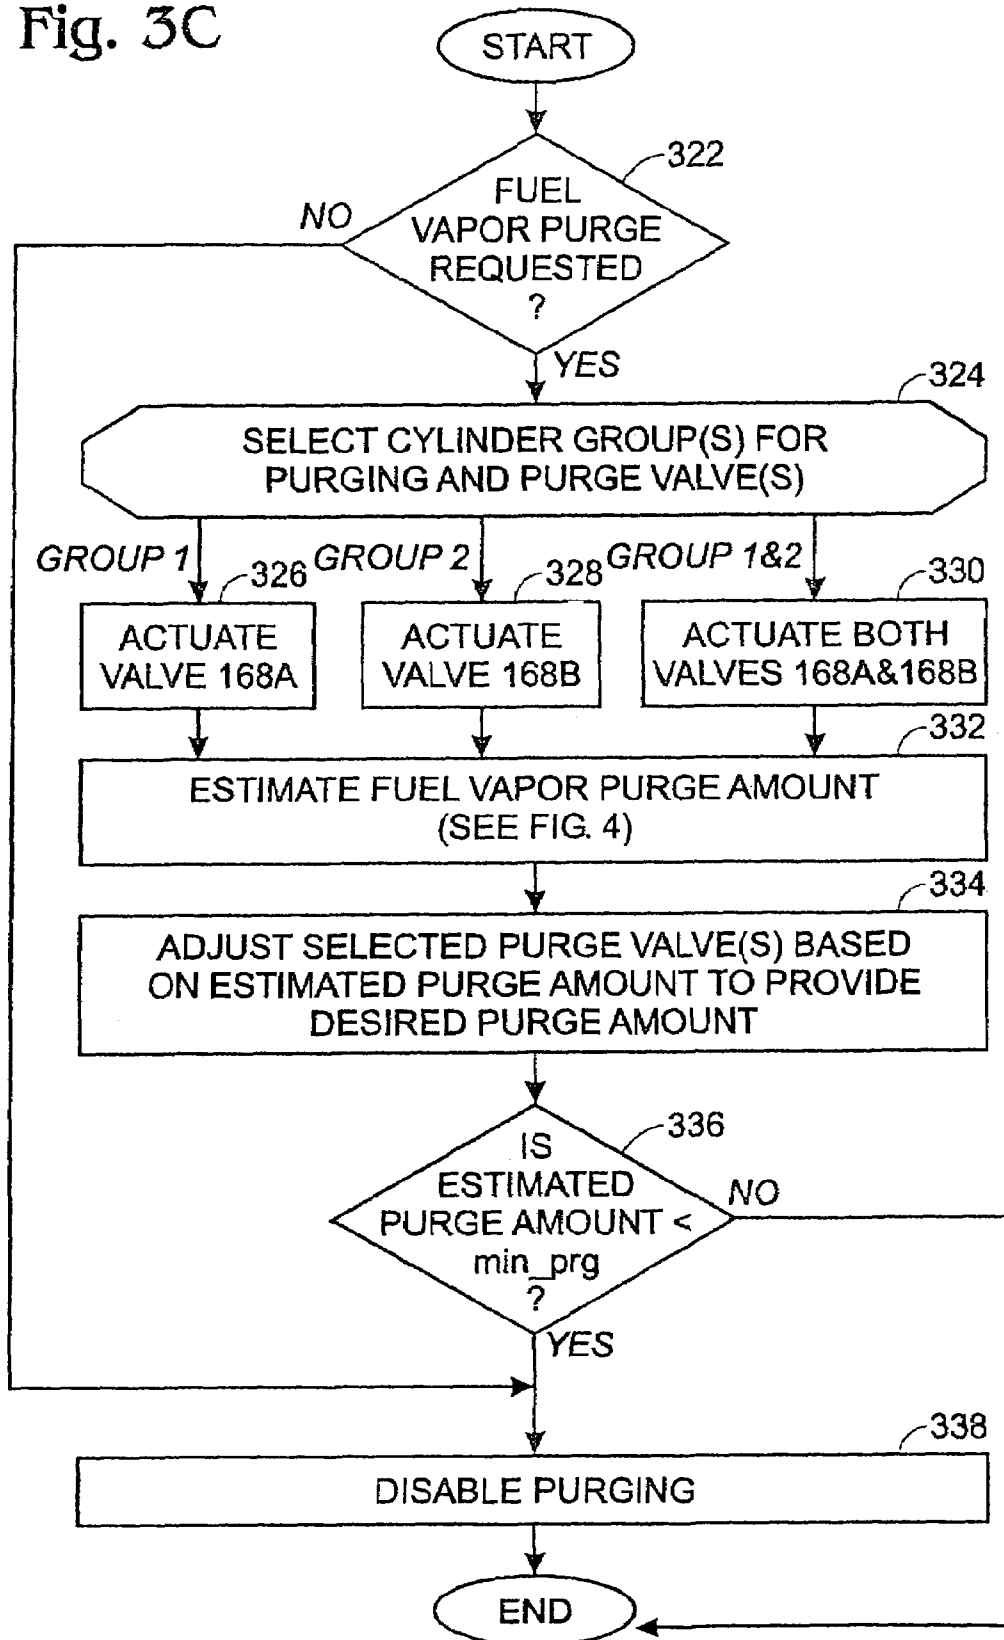 Fig. 3C
START
322
FUEL
VAPOR PURGE
REQUESTED
?
NO
YES
324
SELECT CYLINDER GROUP(S) FOR
PURGING AND PURGE VALVE(S)
GROUP 1
326
GROUP 2
328
GROUP 1&2
330
ACTUATE
VALVE 168A
ACTUATE
VALVE 168B
ACTUATE BOTH
VALVES 168A&168B
332
ESTIMATE FUEL VAPOR PURGE AMOUNT
(SEE FIG. 4)
334
ADJUST SELECTED PURGE VALVE(S) BASED
ON ESTIMATED PURGE AMOUNT TO PROVIDE
DESIRED PURGE AMOUNT
336
IS
ESTIMATED
PURGE AMOUNT <
min_prg
?
NO
YES
338
DISABLE PURGING
END